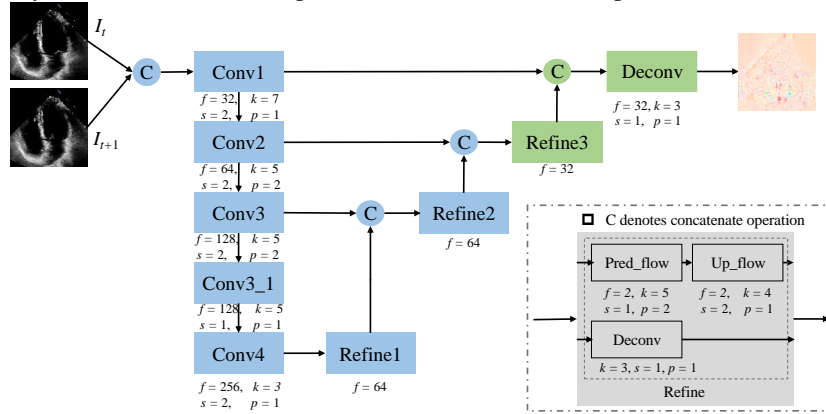 I_t
I_{t+1}
C
Conv1
C
Deconv
f = 32, k = 7
s = 2, p = 1
f = 32, k = 3
s = 1, p = 1
Conv2
C
Refine3
f = 64, k = 5
s = 2, p = 2
f = 32
Conv3
C
Refine2
f = 128, k = 5
s = 2, p = 2
f = 64
Conv3_1
f = 128, k = 5
s = 1, p = 1
Conv4
Refine1
f = 256, k = 3
s = 2, p = 1
f = 64
C denotes concatenate operation
Pred_flow
Up_flow
f = 2, k = 5
s = 1, p = 2
f = 2, k = 4
s = 2, p = 1
Deconv
k = 3, s = 1, p = 1
Refine